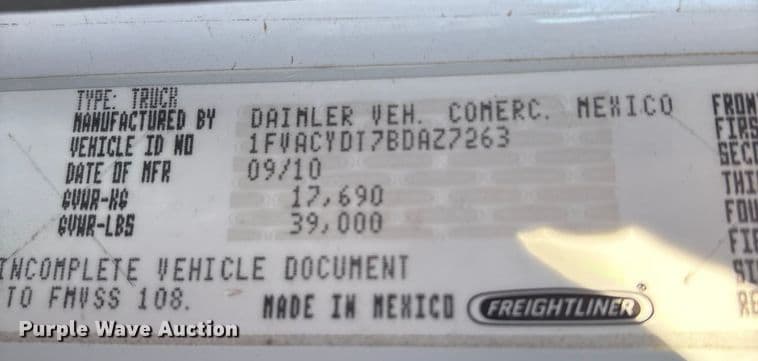 TYPE: TRUCK
MANUFACTURED BY DAIMLER VEH. COMERC. MEXICO
VEHICLE ID NO 1FVACYDT7BDAZ7263
DATE OF MFR 09/10
GVWR-KG 17,690
GVWR-LBS 39,000
INCOMPLETE VEHICLE DOCUMENT
TO FMVSS 108. MADE IN MEXICO FREIGHTLINER ®
Purple Wave Auction